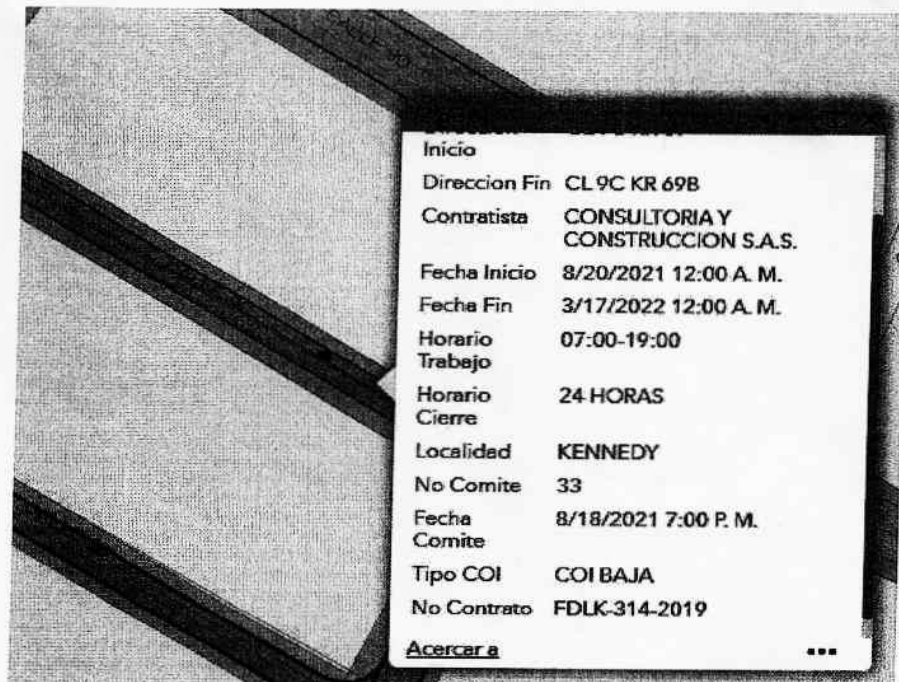 Inicio
Direccion Fin CL 9C KR 69B
Contratista CONSULTORIA Y
CONSTRUCCION S.A.S.
Fecha Inicio 8/20/2021 12:00 A. M.
Fecha Fin 3/17/2022 12:00 A. M.
Horario 07:00-19:00
Trabajo
Horario 24 HORAS
Cierre
Localidad KENNEDY
No Comite 33
Fecha 8/18/2021 7:00 P. M.
Comite
Tipo COI COI BAJA
No Contrato FDLK-314-2019
Acercar a